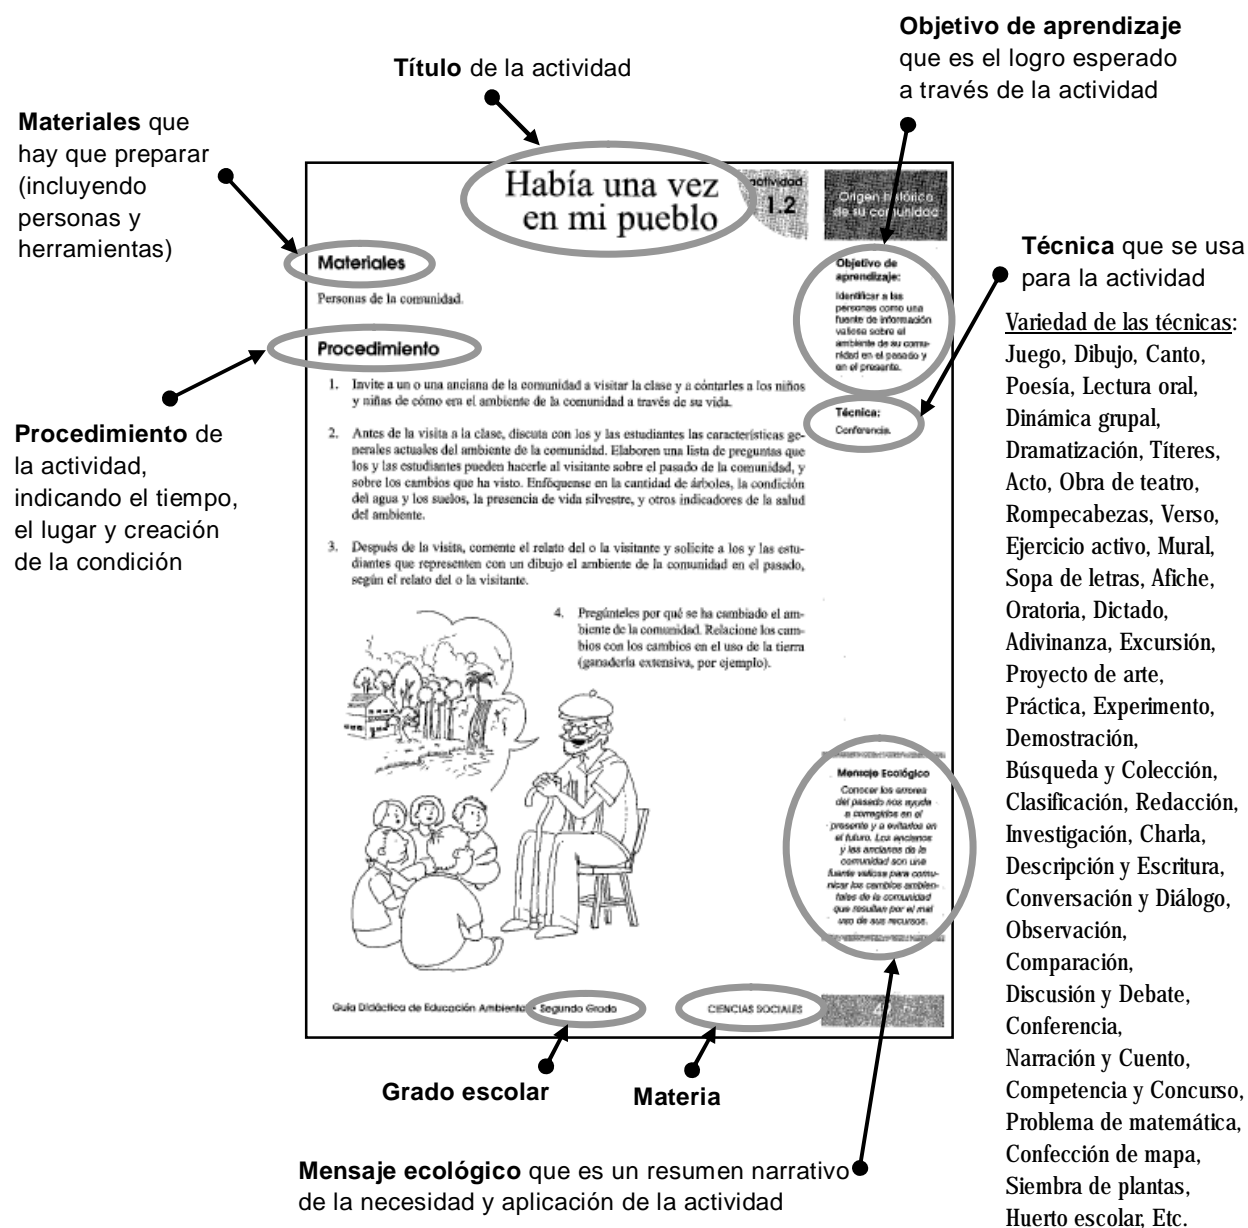 Objetivo de aprendizaje
que es el logro esperado
a través de la actividad
Título de la actividad
Materiales que
hay que preparar
(incluyendo
personas y
herramientas)
Había una vez
en mi pueblo
actividad
1.2
Origen histórico
de su comunidad
Materiales
Personas de la comunidad.
Procedimiento
1. Invite a un o una anciana de la comunidad a visitar la clase y a cóntarles a los niños
y niñas de cómo era el ambiente de la comunidad a través de su vida.
2. Antes de la visita a la clase, discuta con los y las estudiantes las características ge-
nerales actuales del ambiente de la comunidad. Elaboren una lista de preguntas que
los y las estudiantes pueden hacerle al visitante sobre el pasado de la comunidad, y
sobre los cambios que ha visto. Enfóquense en la cantidad de árboles, la condición
del agua y los suelos, la presencia de vida silvestre, y otros indicadores de la salud
del ambiente.
3. Después de la visita, comente el relato del o la visitante y solicite a los y las estu-
diantes que representen con un dibujo el ambiente de la comunidad en el pasado,
según el relato del o la visitante.
4. Pregúnteles por qué se ha cambiado el am-
biente de la comunidad. Relacione los cam-
bios con los cambios en el uso de la tierra
(ganadería extensiva, por ejemplo).
Objetivo de
aprendizaje:
Identificar a las
personas como una
fuente de información
valiosa sobre el
ambiente de su comu-
nidad en el pasado y
en el presente.
Técnica:
Conferencia.
Mensaje Ecológico
Conocer los errores
del pasado nos ayuda
a corregirlos en el
presente y a evitarlos en
el futuro. Los ancianos
y las ancianas de la
comunidad son una
fuente valiosa para comu-
nicar los cambios ambien-
tales de la comunidad
que resultan por el mal
uso de sus recursos.
Guía Didáctica de Educación Ambiental • Segundo Grado
CIENCIAS SOCIALES
Procedimiento de
la actividad,
indicando el tiempo,
el lugar y creación
de la condición
Grado escolar
Materia
Mensaje ecológico que es un resumen narrativo
de la necesidad y aplicación de la actividad
Técnica que se usa
para la actividad
Variedad de las técnicas:
Juego, Dibujo, Canto,
Poesía, Lectura oral,
Dinámica grupal,
Dramatización, Títeres,
Acto, Obra de teatro,
Rompecabezas, Verso,
Ejercicio activo, Mural,
Sopa de letras, Afiche,
Oratoria, Dictado,
Adivinanza, Excursión,
Proyecto de arte,
Práctica, Experimento,
Demostración,
Búsqueda y Colección,
Clasificación, Redacción,
Investigación, Charla,
Descripción y Escritura,
Conversación y Diálogo,
Observación,
Comparación,
Discusión y Debate,
Conferencia,
Narración y Cuento,
Competencia y Concurso,
Problema de matemática,
Confección de mapa,
Siembra de plantas,
Huerto escolar, Etc.